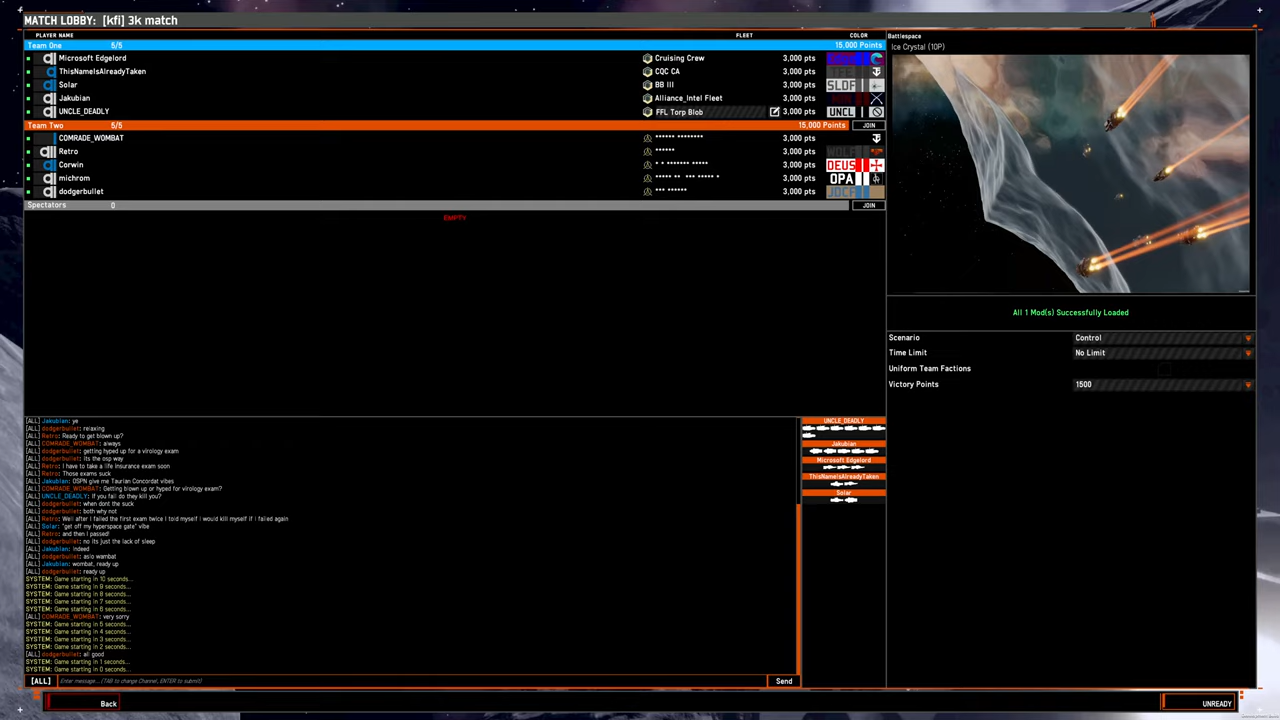 MATCH LOBBY: [kfi] 3k match
PLAYER NAME FLEET COLOR
Team One 5/5 15,000 Points
Microsoft Edgelord Cruising Crew 3,000 pts
ThisNameIsAlreadyTaken CQC CA 3,000 pts
Solar BB III 3,000 pts SLDF
Jakubian Alliance_Intel Fleet 3,000 pts
UNCLE_DEADLY FFL Torp Blob 3,000 pts UNCL
Team Two 5/5 15,000 Points JOIN
COMRADE_WOMBAT •••••• •••••••• 3,000 pts
Retro •••••• 3,000 pts WOLF
Corwin • • ••••••• ••••• 3,000 pts DEUS
michrom ••••• •• ••• ••••• • 3,000 pts OPA
dodgerbullet ••• •••••• 3,000 pts
Spectators 0 JOIN
EMPTY
Battlespace
Ice Crystal (10P)
All 1 Mod(s) Successfully Loaded
Scenario Control
Time Limit No Limit
Uniform Team Factions
Victory Points 1500
[ALL] Jakubian: ye
[ALL] dodgerbullet: relaxing
[ALL] Retro: Ready to get blown up?
[ALL] COMRADE_WOMBAT: always
[ALL] dodgerbullet: getting hyped up for a virology exam
[ALL] dodgerbullet: its the osp way
[ALL] Retro: I have to take a life insurance exam soon
[ALL] Retro: Those exams suck
[ALL] Jakubian: OSPN give me Taurian Concordat vibes
[ALL] COMRADE_WOMBAT: Getting blown up or hyped for virology exam?
[ALL] UNCLE_DEADLY: If you fail do they kill you?
[ALL] dodgerbullet: when dont the suck
[ALL] dodgerbullet: both why not
[ALL] Retro: Well after I failed the first exam twice I told myself I would kill myself if I failed again
[ALL] Solar: "get off my hyperspace gate" vibe
[ALL] Retro: and then I passed!
[ALL] dodgerbullet: no its just the lack of sleep
[ALL] Jakubian: Indeed
[ALL] dodgerbullet: aslo wambat
[ALL] Jakubian: wombat, ready up
[ALL] dodgerbullet: ready up
SYSTEM: Game starting in 10 seconds...
SYSTEM: Game starting in 9 seconds...
SYSTEM: Game starting in 8 seconds...
SYSTEM: Game starting in 7 seconds...
SYSTEM: Game starting in 6 seconds...
[ALL] COMRADE_WOMBAT: very sorry
SYSTEM: Game starting in 5 seconds...
SYSTEM: Game starting in 4 seconds...
SYSTEM: Game starting in 3 seconds...
SYSTEM: Game starting in 2 seconds...
[ALL] dodgerbullet: all good
SYSTEM: Game starting in 1 seconds...
SYSTEM: Game starting in 0 seconds...
UNCLE_DEADLY
Jakubian
Microsoft Edgelord
ThisNameIsAlreadyTaken
Solar
[ALL] Enter message... (TAB to change Channel, ENTER to submit) Send
Back UNREADY